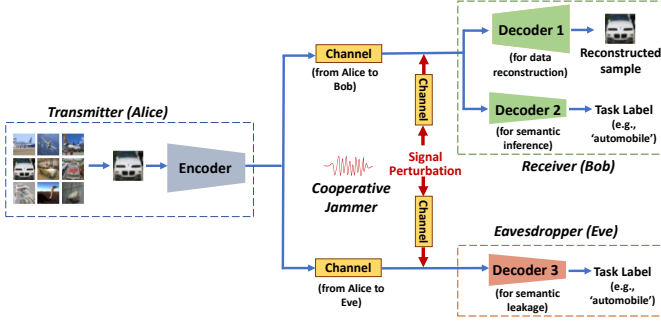 Transmitter (Alice)
Encoder
Channel
(from Alice to
Bob)
Channel
Signal
Perturbation
Cooperative
Jammer
Channel
Channel
(from Alice to
Eve)
Decoder 1
(for data
reconstruction)
Reconstructed
sample
Decoder 2
(for semantic
inference)
Task Label
(e.g.,
‘automobile’)
Receiver (Bob)
Eavesdropper (Eve)
Decoder 3
(for semantic
leakage)
Task Label
(e.g.,
‘automobile’)